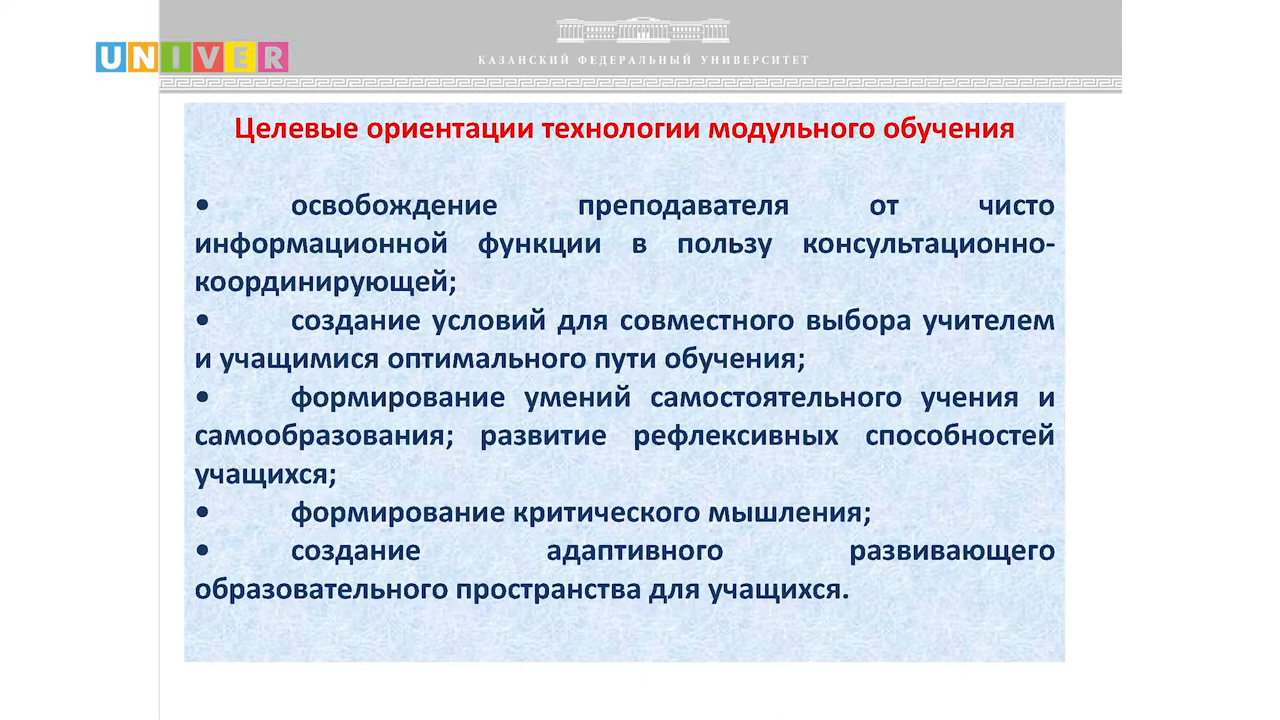 UNIVER
КАЗАНСКИЙ ФЕДЕРАЛЬНЫЙ УНИВЕРСИТЕТ
Целевые ориентации технологии модульного обучения
• освобождение преподавателя от чисто
информационной функции в пользу консультационно-
координирующей;
• создание условий для совместного выбора учителем
и учащимися оптимального пути обучения;
• формирование умений самостоятельного учения и
самообразования; развитие рефлексивных способностей
учащихся;
• формирование критического мышления;
• создание адаптивного развивающего
образовательного пространства для учащихся.